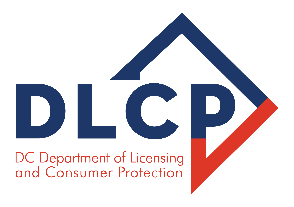 DLCP
DC Department of Licensing
and Consumer Protection